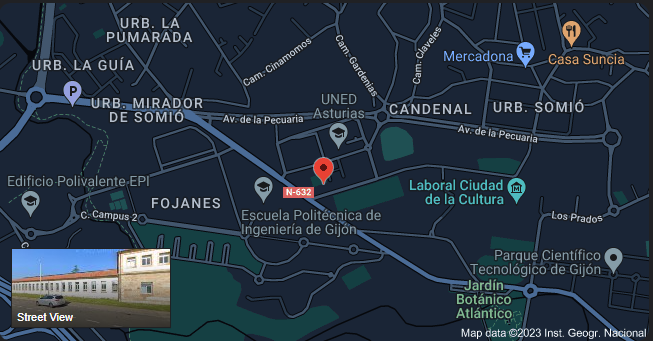 URB. LA
PUMARADA
URB. LA GUÍA
P
URB. MIRADOR
DE SOMIÓ
Cam: Cinamomos
Cam: Gardenias
Cam: Claveles
Mercadona
Casa Suncia
UNED
Asturias
CANDENAL
URB. SOMIÓ
Av. de la Pecuaria
Av. de la Pecuaria
Edificio Polivalente EPI
FOJANES
N-632
Laboral Ciudad
de la Cultura
C. Campus 2
Escuela Politécnica de
Ingeniería de Gijón
Los Prados
Parque Científico
Tecnológico de Gijón
Jardín
Botánico
Atlántico
Street View
Map data ©2023 Inst. Geogr. Nacional